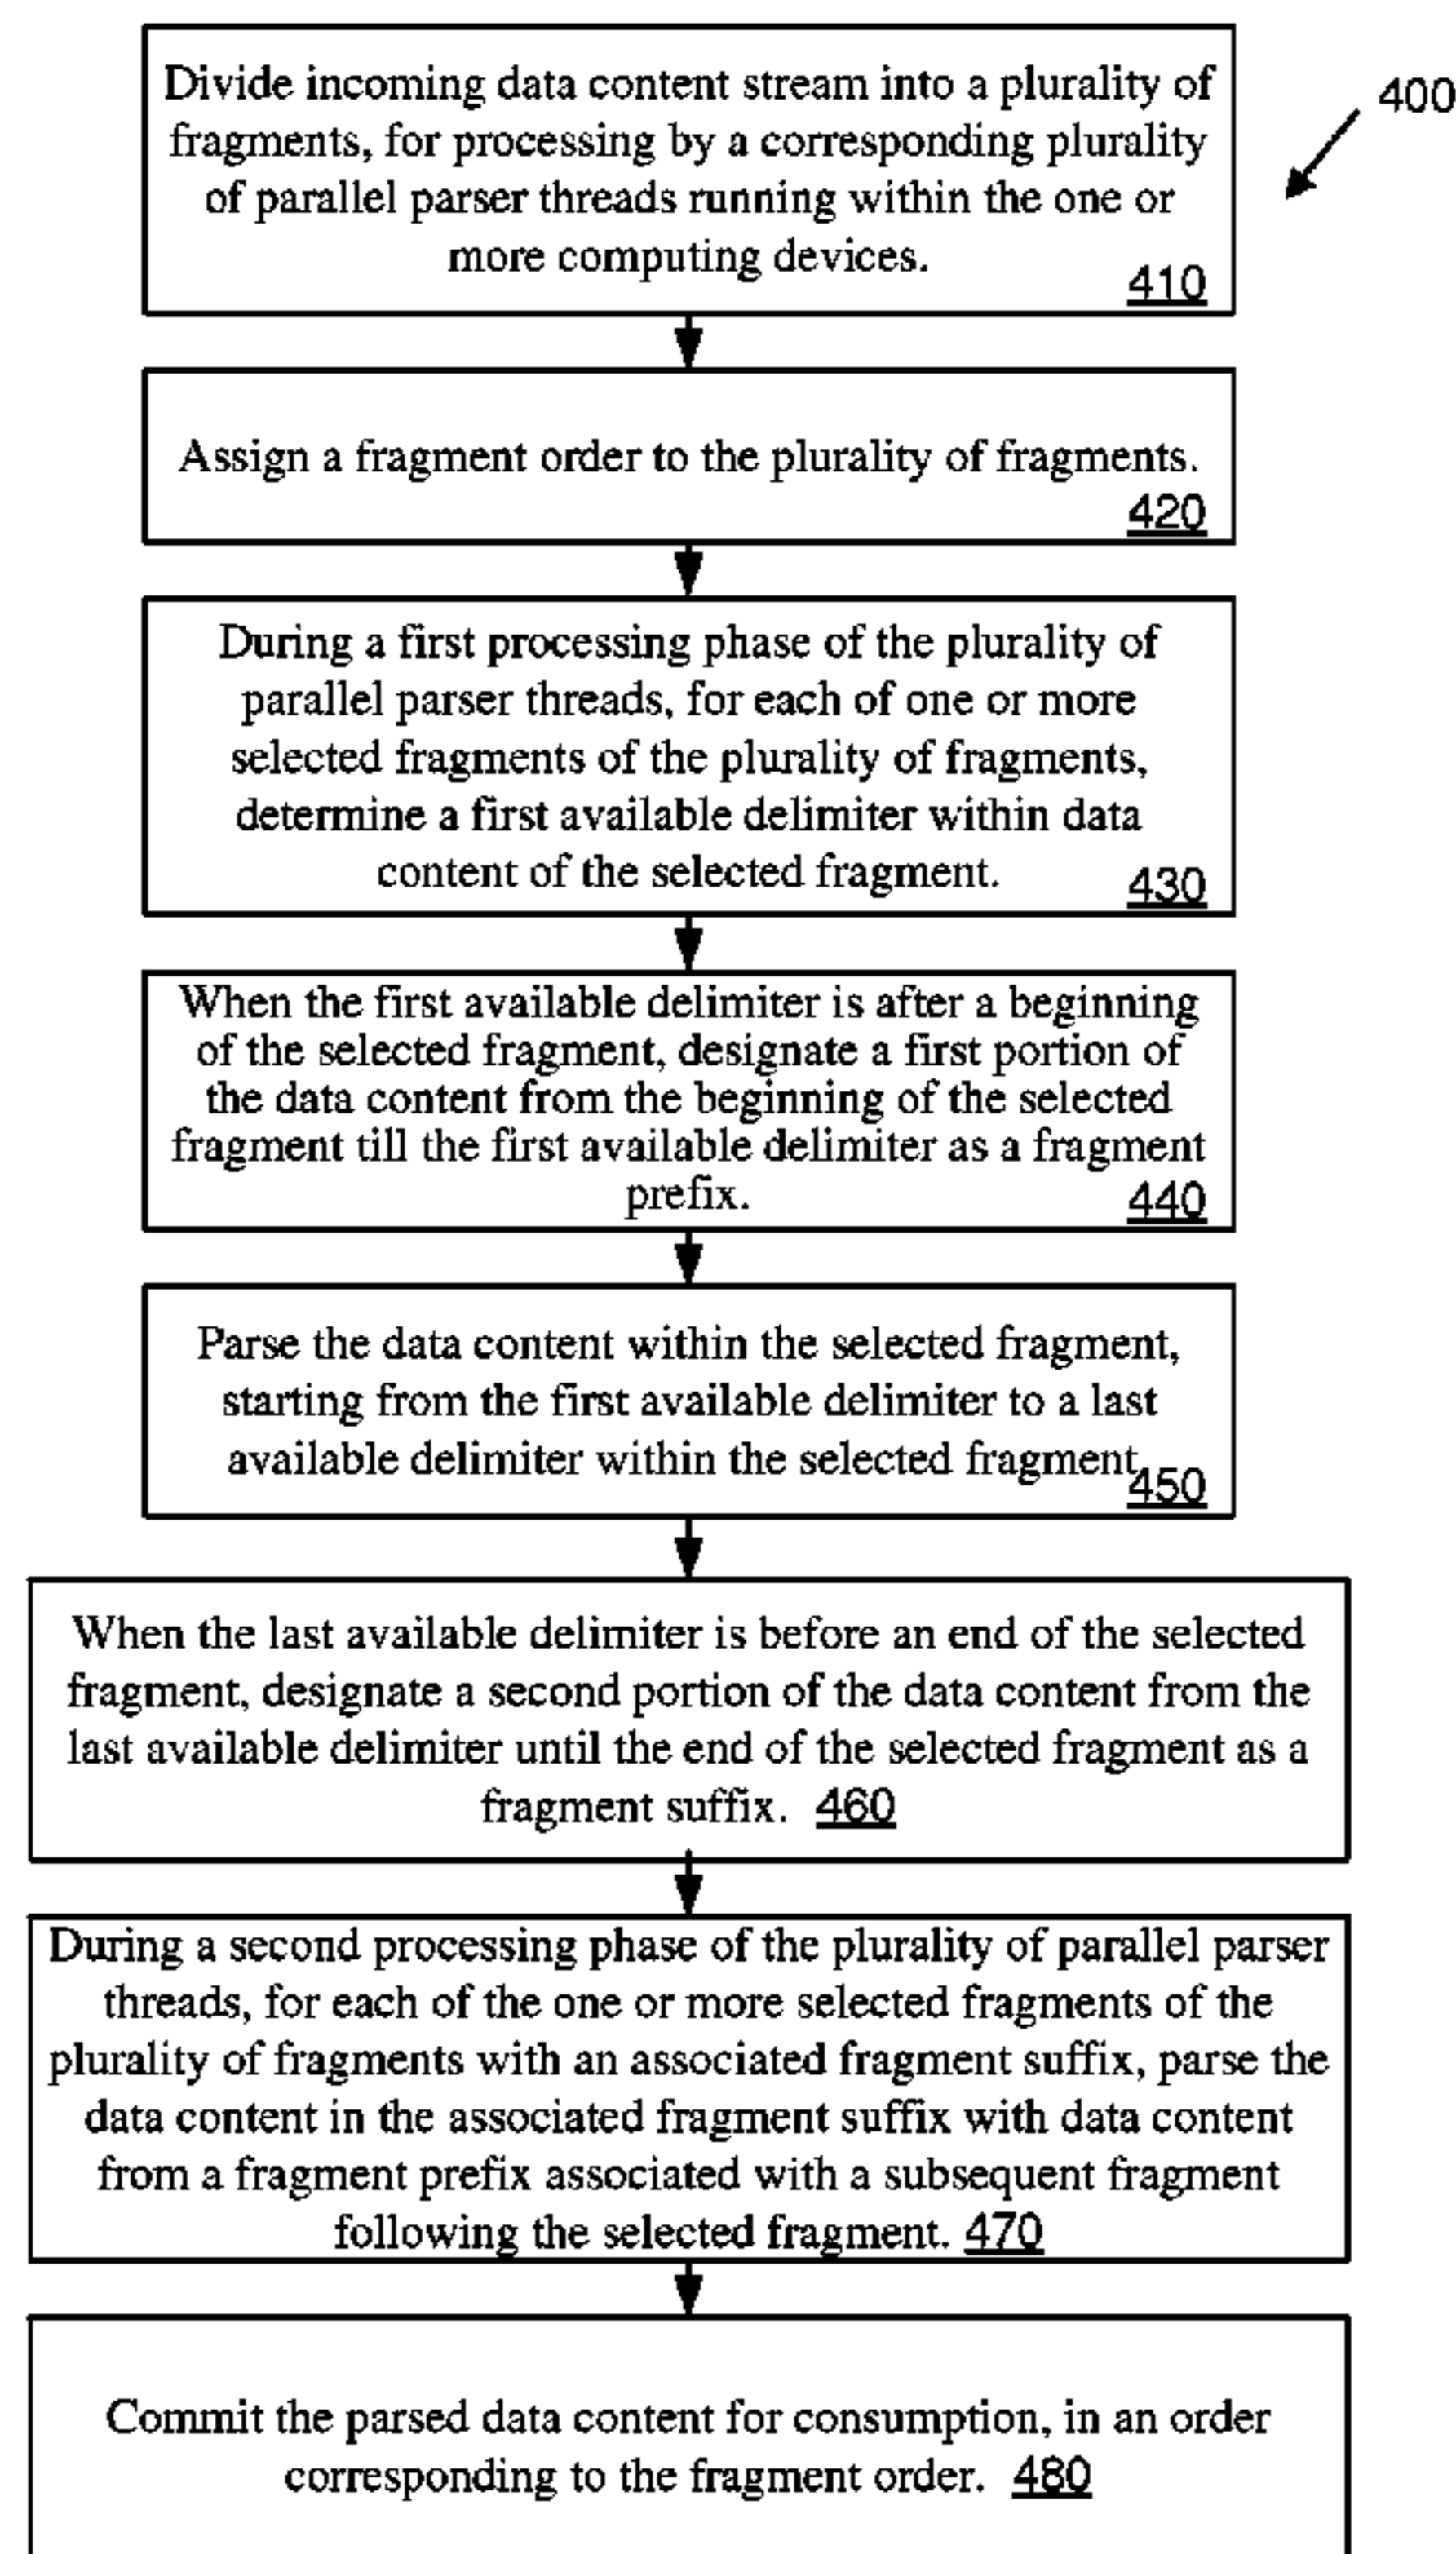 Divide incoming data content stream into a plurality of
400
fragments, for processing by a corresponding plurality
of parallel parser threads running within the one or
more computing devices.
410
Assign a fragment order to the plurality of fragments.
420
During a first processing phase of the plurality of
parallel parser threads, for each of one or more
selected fragments of the plurality of fragments,
determine a first available delimiter within data
content of the selected fragment.
430
When the first available delimiter is after a beginning
of the selected fragment, designate a first portion of
the data content from the beginning of the selected
fragment till the first available delimiter as a fragment
prefix.
440
Parse the data content within the selected fragment,
starting from the first available delimiter to a last
available delimiter within the selected fragment.
450
When the last available delimiter is before an end of the selected
fragment, designate a second portion of the data content from the
last available delimiter until the end of the selected fragment as a
fragment suffix. 460
During a second processing phase of the plurality of parallel parser
threads, for each of the one or more selected fragments of the
plurality of fragments with an associated fragment suffix, parse the
data content in the associated fragment suffix with data content
from a fragment prefix associated with a subsequent fragment
following the selected fragment. 470
Commit the parsed data content for consumption, in an order
corresponding to the fragment order. 480